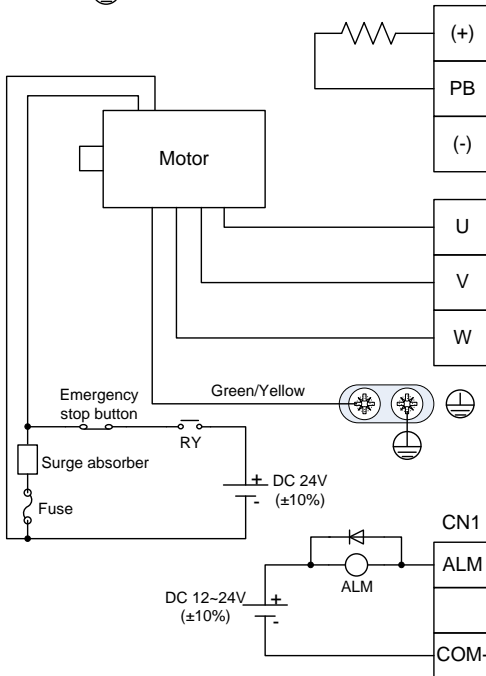 (+)
PB
(-)
Motor
U
V
W
Green/Yellow
Emergency
stop button
RY
Surge absorber
Fuse
+ DC 24V
- (±10%)
CN1
ALM
ALM
DC 12~24V +
(±10%) -
COM-